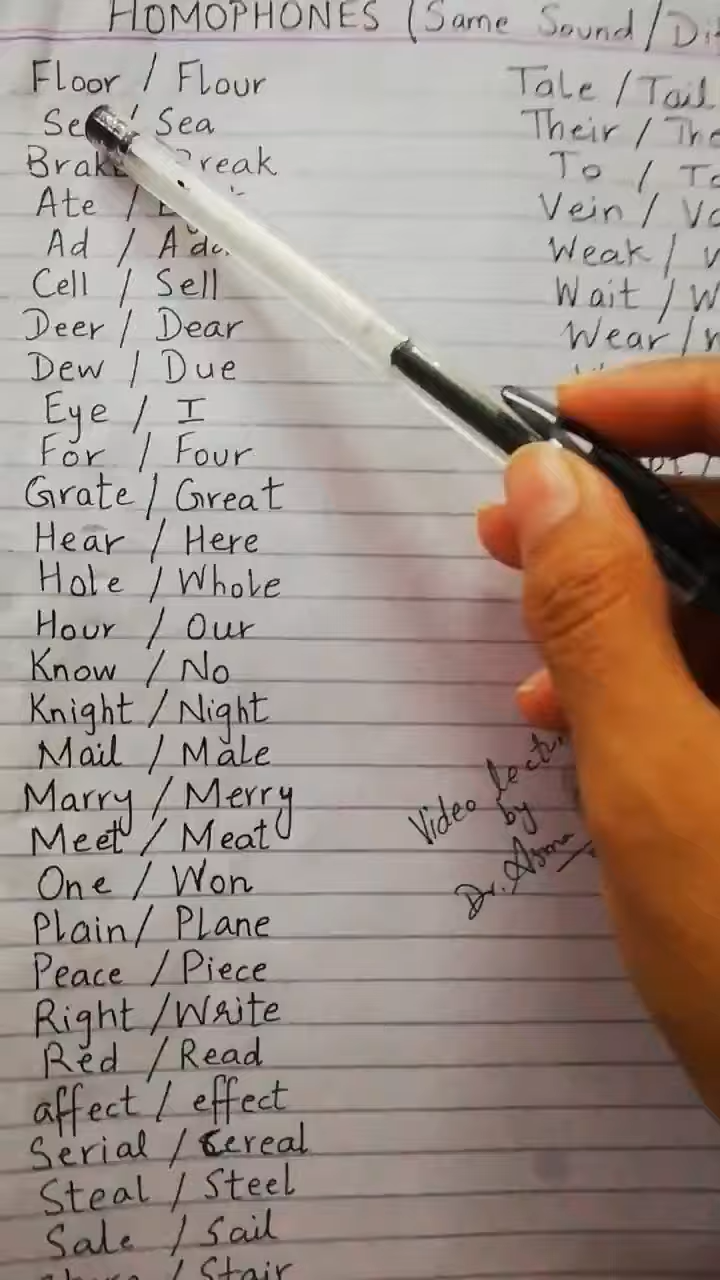 HOMOPHONES (Same Sound/
Floor / Flour
/ Sea
Ate /
Ad / Add
Cell / Sell
Deer / Dear
Dew / Due
Eye / I
For / Four
Grate / Great
Hear / Here
Hole / Whole
Hour / Our
Know / No
Knight / Night
Mail / Male
Marry / Merry
Meet / Meat
One / Won
Plain / Plane
Peace / Piece
Right / Write
Red / Read
affect / effect
Serial / Cereal
Steal / Steel
Sale / Sail
/ Stair
Tale / Tail
Their /
To /
Vein /
Weak /
Wait /
Wear /
Video
by
Dr. Asma